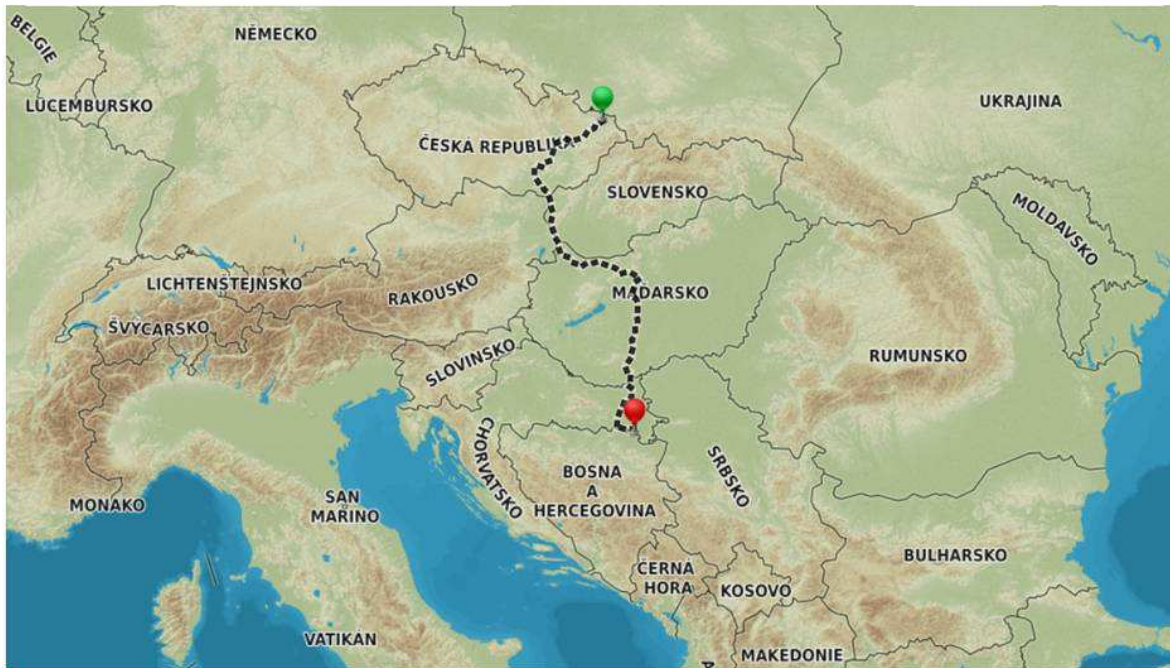 BELGIE
NĚMECKO
LUCEMBURSKO
UKRAJINA
ČESKÁ REPUBLIKA
SLOVENSKO
MOLDAVSKO
LICHTENŠTEJNSKO
RAKOUSKO
MAĎARSKO
ŠVÝCARSKO
SLOVINSKO
RUMUNSKO
CHORVATSKO
BOSNA
A
HERCEGOVINA
SRBSKO
MONAKO
SAN
MARINO
BULHARSKO
ČERNÁ
HORA
KOSOVO
VATIKÁN
MAKEDONIE